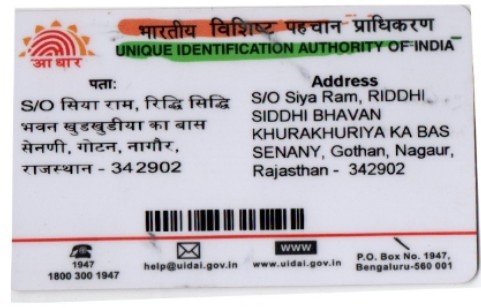 भारतीय विशिष्ट पहचान प्राधिकरण
UNIQUE IDENTIFICATION AUTHORITY OF INDIA
आधार
पता:
S/O सिया राम, रिद्धि सिद्धि
भवन खुडखुडीया का बास
सेनणी, गोटन, नागौर,
राजस्थान - 342902
Address
S/O Siya Ram, RIDDHI
SIDDHI BHAVAN
KHURAKHURIYA KA BAS
SENANY, Gothan, Nagaur,
Rajasthan - 342902
1947
1800 300 1947
help@uidai.gov.in
www
www.uidai.gov.in
P.O. Box No. 1947,
Bengaluru-560 001